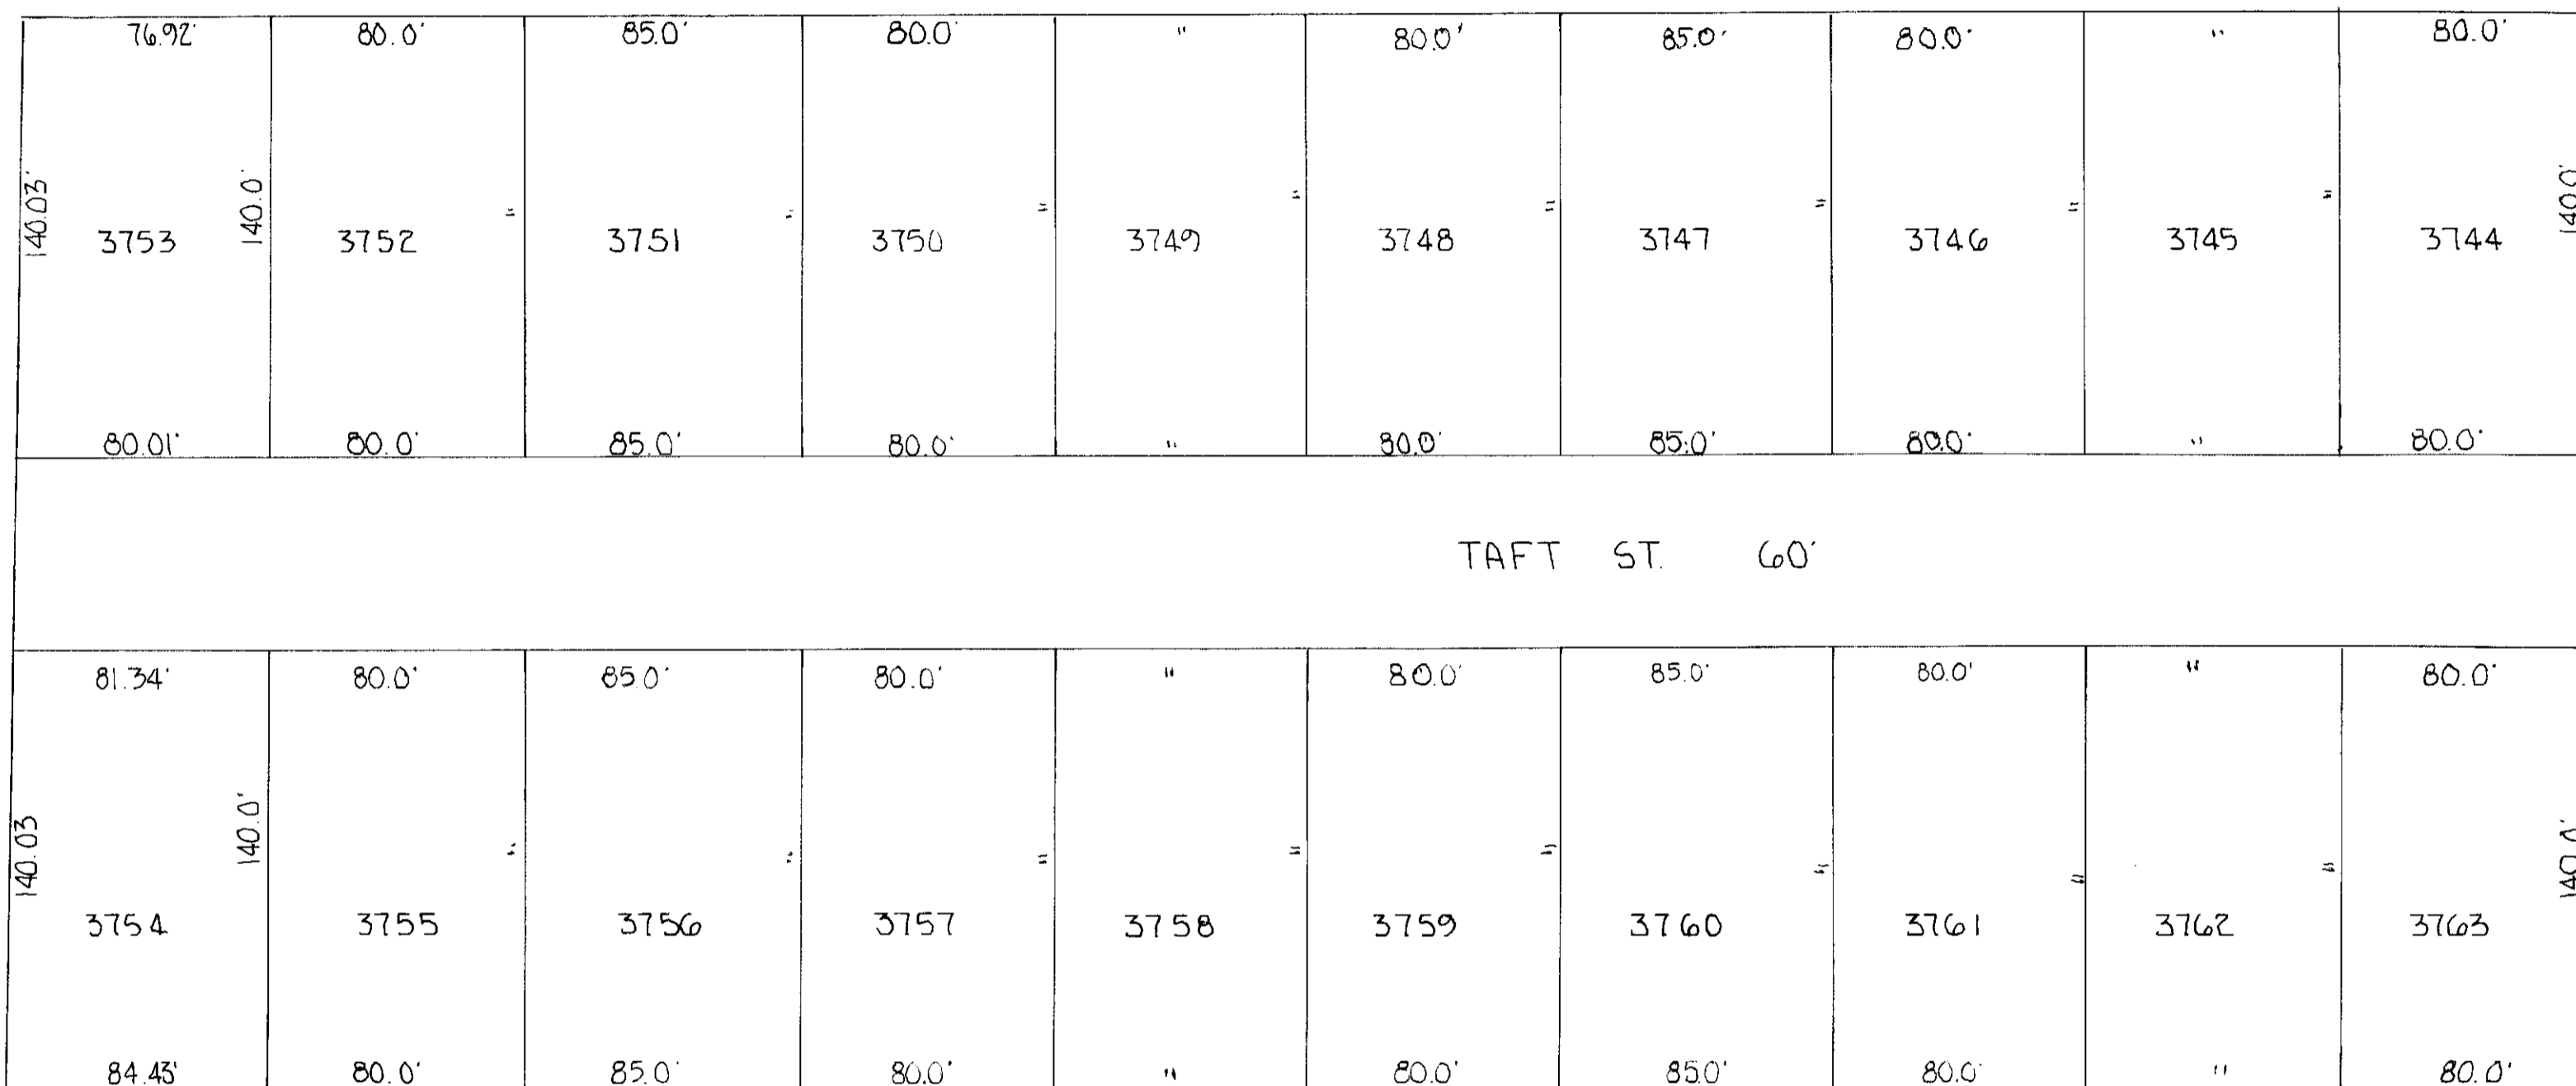 76.92' 80.0' 85.0' 80.0' " 80.0' 85.0' 80.0' " 80.0'
140.03' 140.0' " " " " " " " " 140.0'
3753 3752 3751 3750 3749 3748 3747 3746 3745 3744
80.01' 80.0' 85.0' 80.0' " 80.0' 85.0' 80.0' " 80.0'
TAFT ST. 60'
81.34' 80.0' 85.0' 80.0' " 80.0' 85.0' 80.0' " 80.0'
140.03 140.0' " " " " " " " " 140.0'
3754 3755 3756 3757 3758 3759 3760 3761 3762 3763
84.43' 80.0' 85.0' 80.0' " 80.0' 85.0' 80.0' " 80.0'